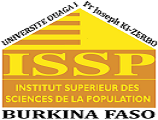 UNIVERSITE OUAGA I Pr Joseph KI-ZERBO
ISSP
INSTITUT SUPERIEUR DES
SCIENCES DE LA POPULATION
BURKINA FASO